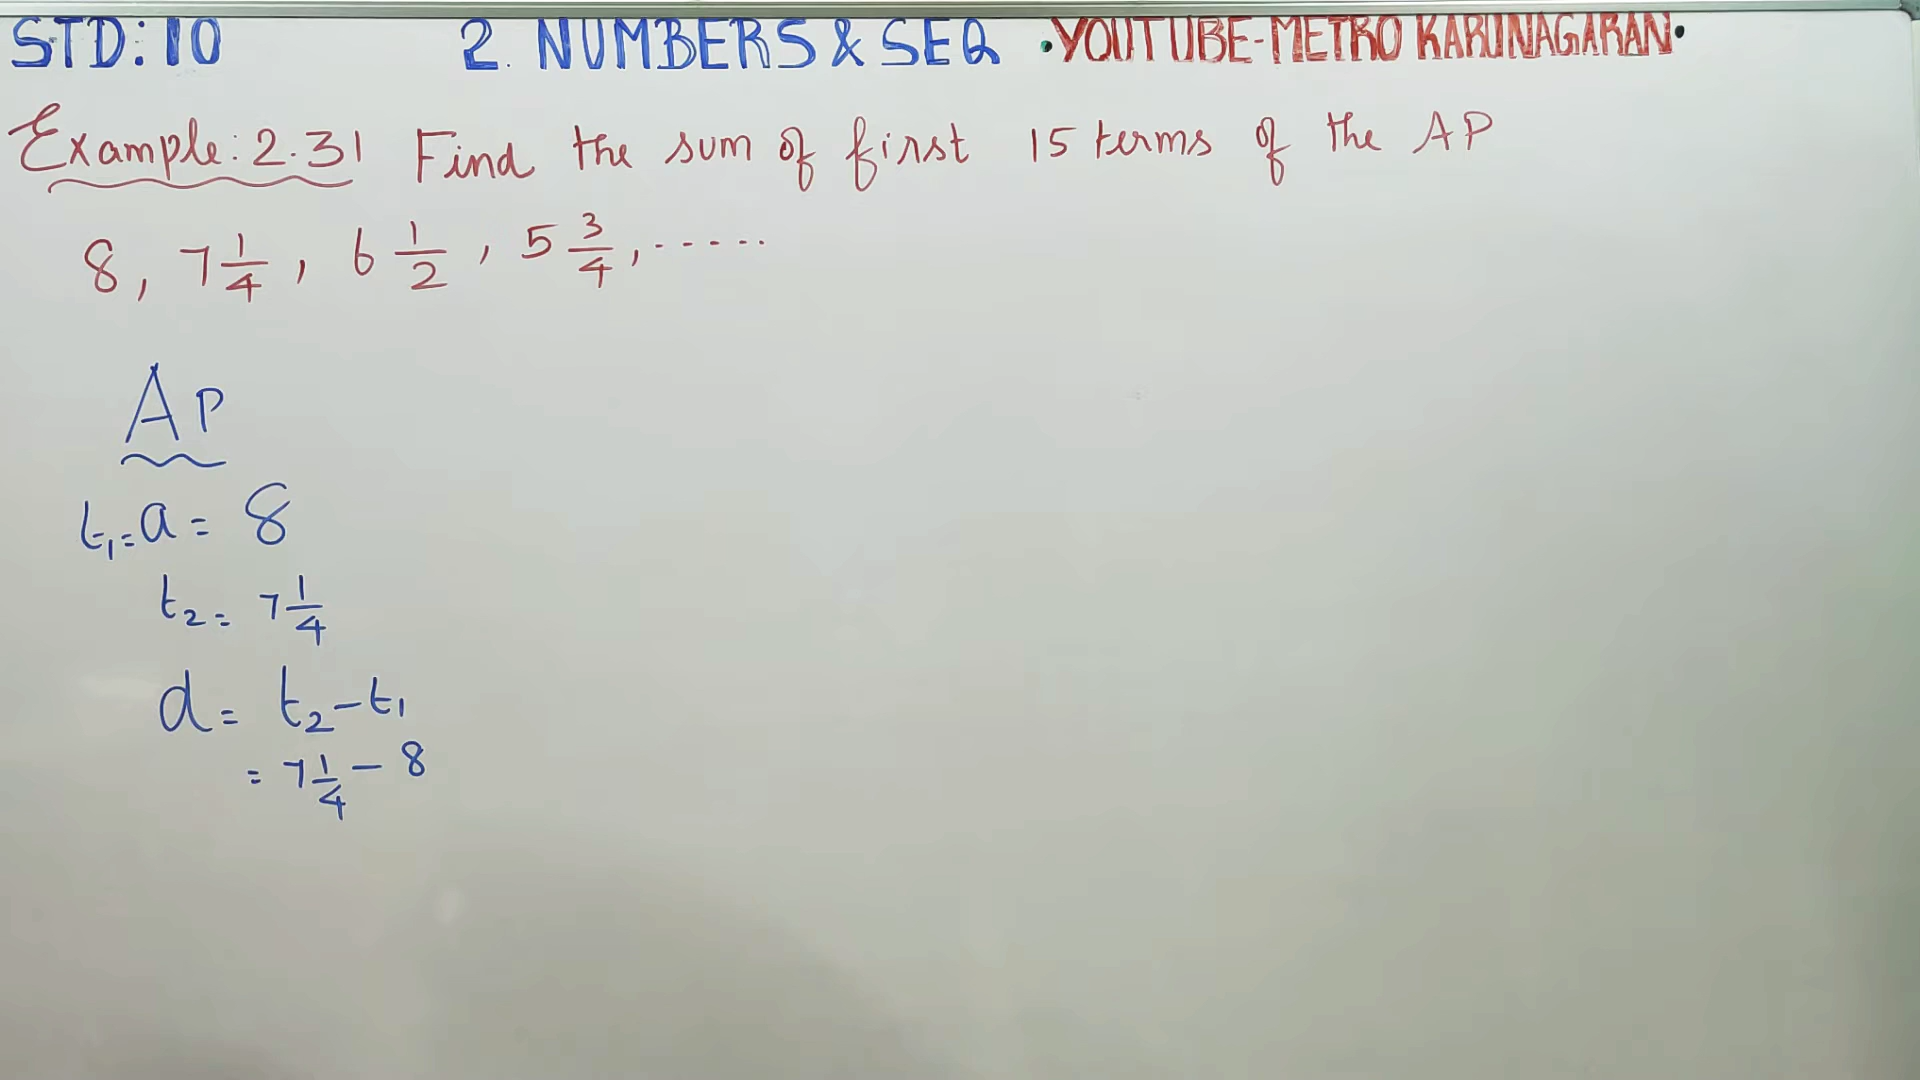 STD: 10 2. NUMBERS & SEQ •YOUTUBE-METRO KARUNAGARAN•
Example: 2.31 Find the sum of first 15 terms of the AP
8, 7 1/4, 6 1/2, 5 3/4, .....
AP
t₁ = a = 8
t₂ = 7 1/4
d = t₂ - t₁
= 7 1/4 - 8